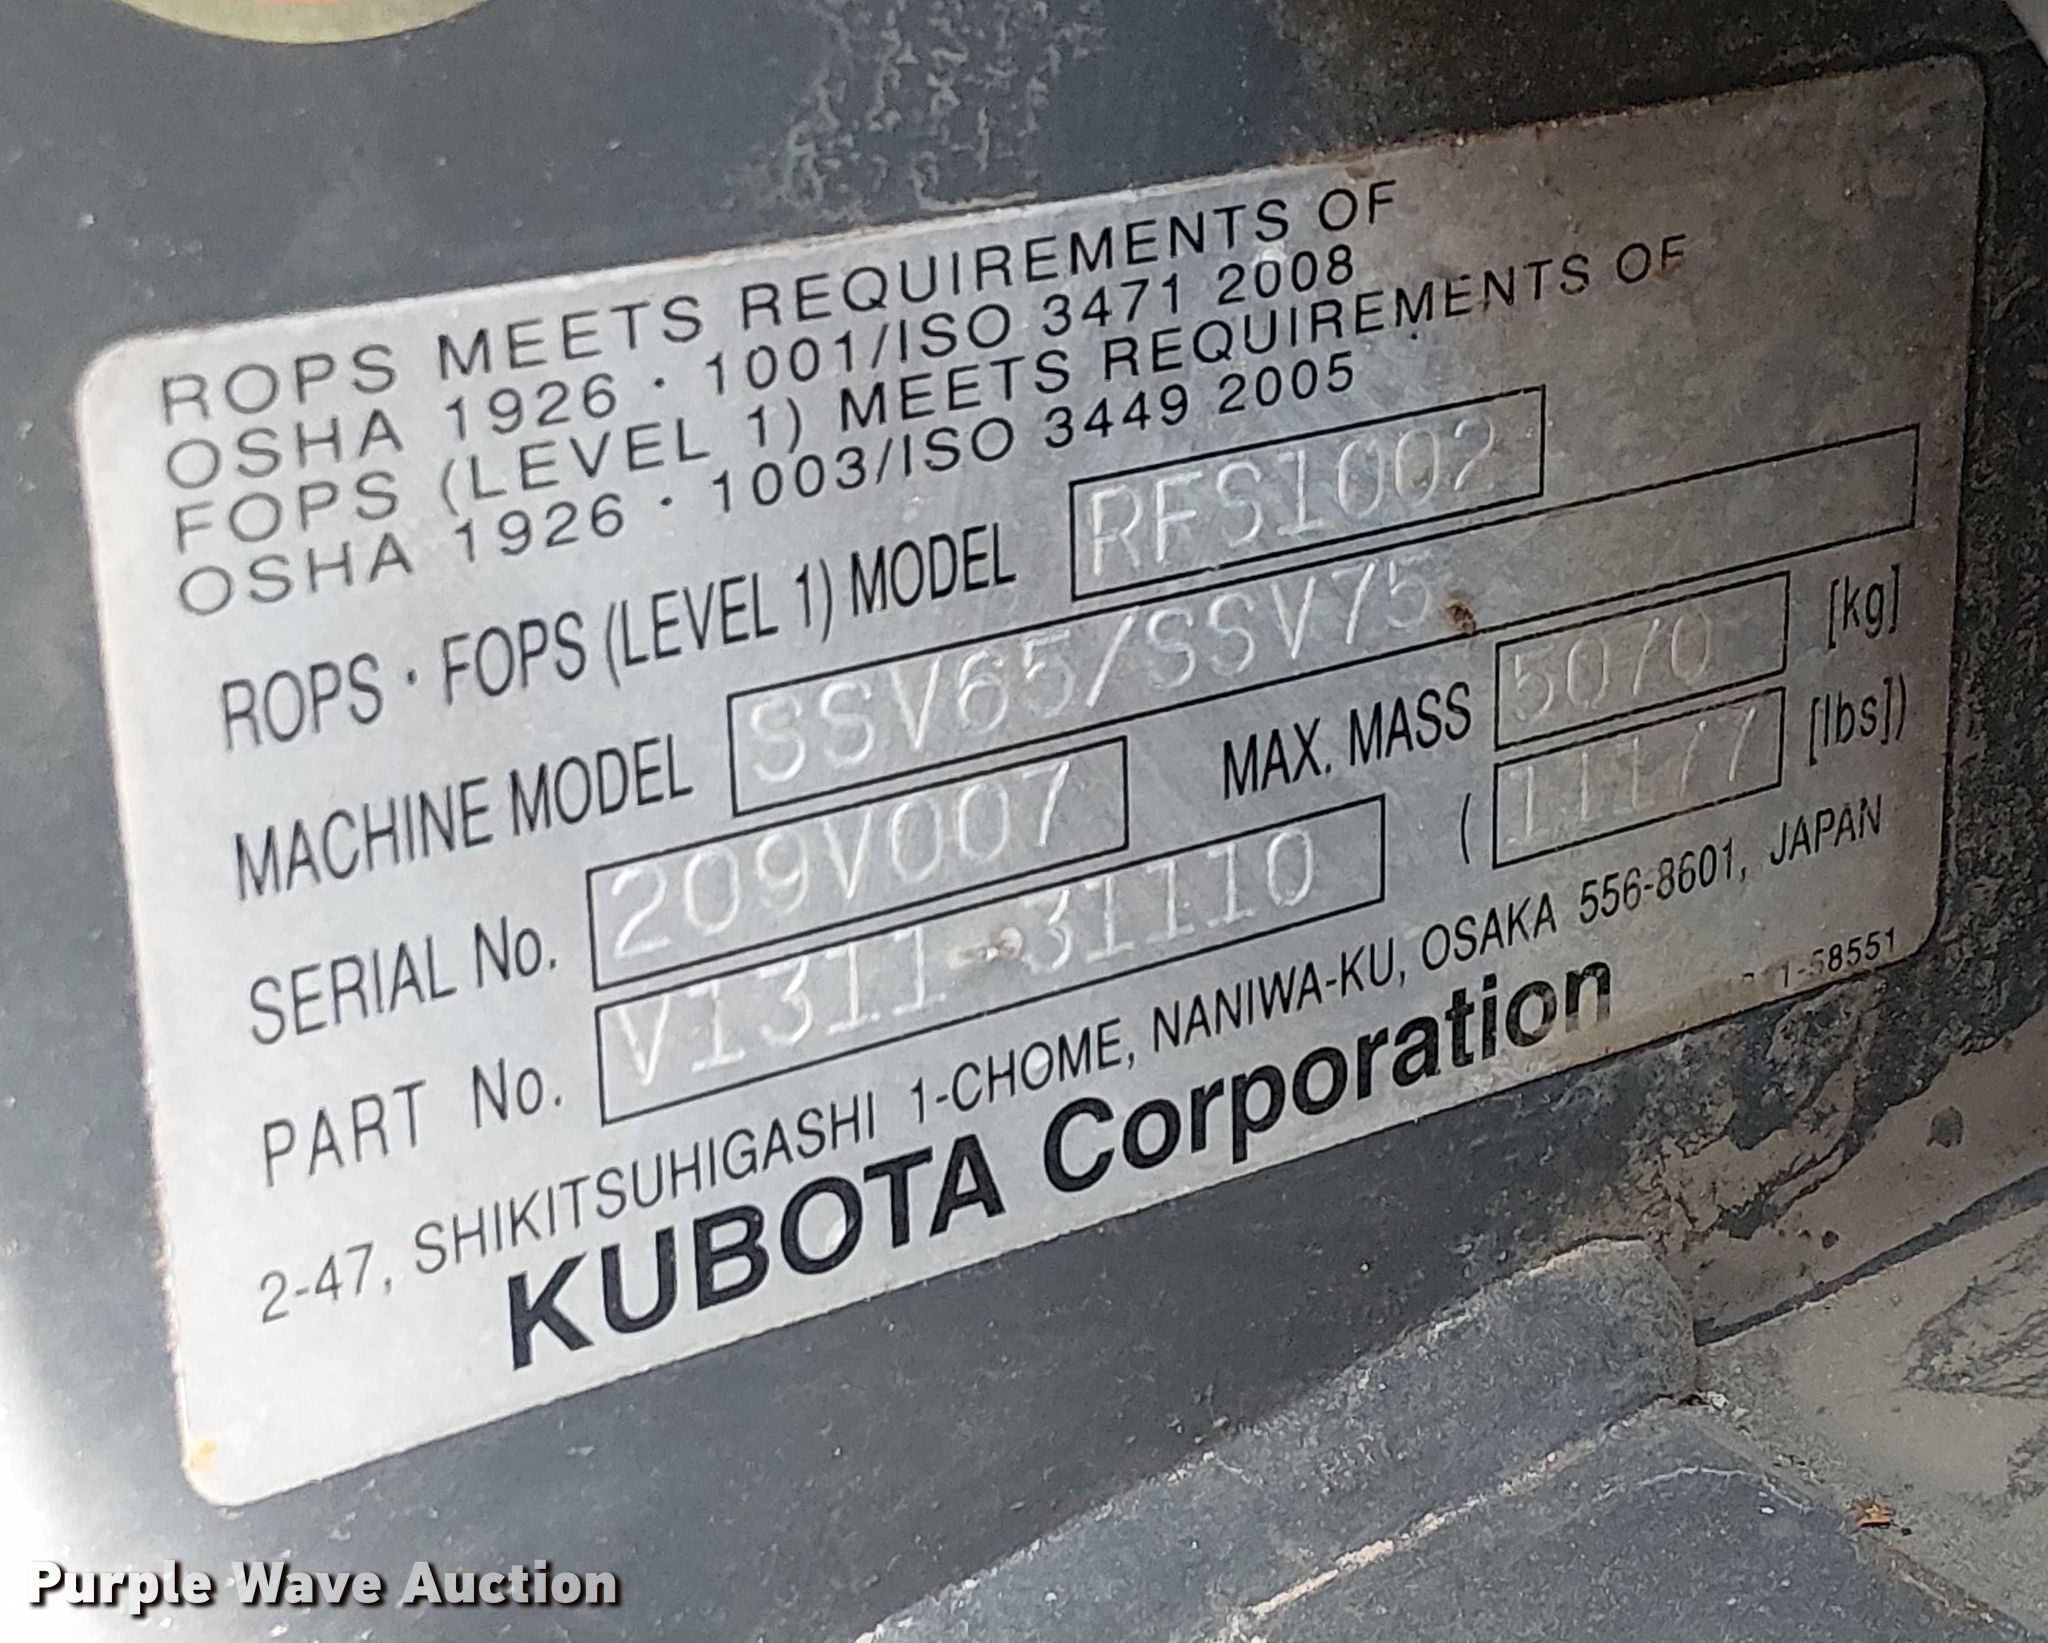 ROPS MEETS REQUIREMENTS OF
OSHA 1926・1001/ISO 3471 2008
FOPS (LEVEL 1) MEETS REQUIREMENTS OF
OSHA 1926・1003/ISO 3449 2005
ROPS・FOPS (LEVEL 1) MODEL RFS1002
MACHINE MODEL SSV65/SSV75
SERIAL No. 209V007 MAX. MASS 5070 [kg]
PART No. V1311-31110 ( 11177 [lbs])
2-47, SHIKITSUHIGASHI 1-CHOME, NANIWA-KU, OSAKA 556-8601, JAPAN
KUBOTA Corporation
Purple Wave Auction